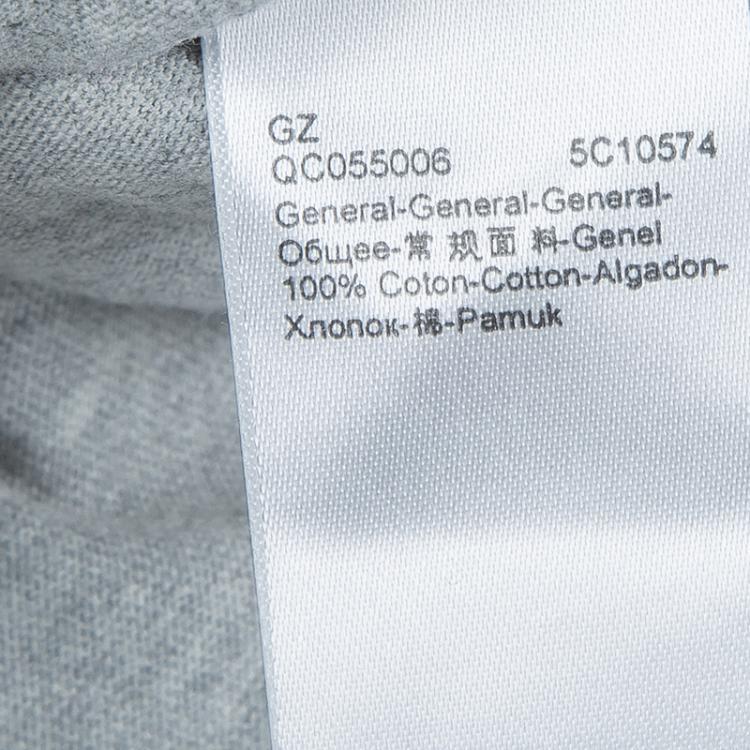 GZ
QC055006 5C10574
General-General-General-
Общее-常 规 面 料-Genel
100% Coton-Cotton-Algadon-
Хлопок-棉-Pamuk